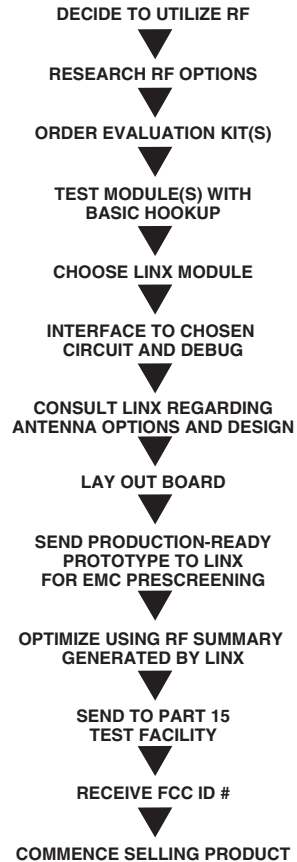 DECIDE TO UTILIZE RF
RESEARCH RF OPTIONS
ORDER EVALUATION KIT(S)
TEST MODULE(S) WITH
BASIC HOOKUP
CHOOSE LINX MODULE
INTERFACE TO CHOSEN
CIRCUIT AND DEBUG
CONSULT LINX REGARDING
ANTENNA OPTIONS AND DESIGN
LAY OUT BOARD
SEND PRODUCTION-READY
PROTOTYPE TO LINX
FOR EMC PRESCREENING
OPTIMIZE USING RF SUMMARY
GENERATED BY LINX
SEND TO PART 15
TEST FACILITY
RECEIVE FCC ID #
COMMENCE SELLING PRODUCT